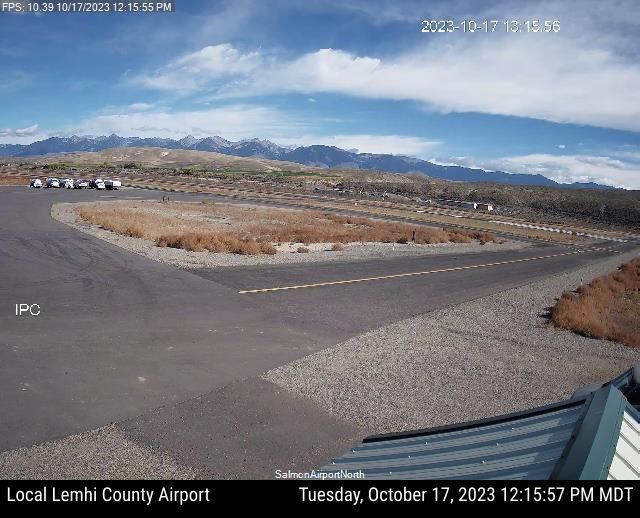 FPS: 10.39 10/17/2023 12:15:55 PM
2023-10-17 13:15:56
IPC
SalmonAirportNorth
Local Lemhi County Airport Tuesday, October 17, 2023 12:15:57 PM MDT